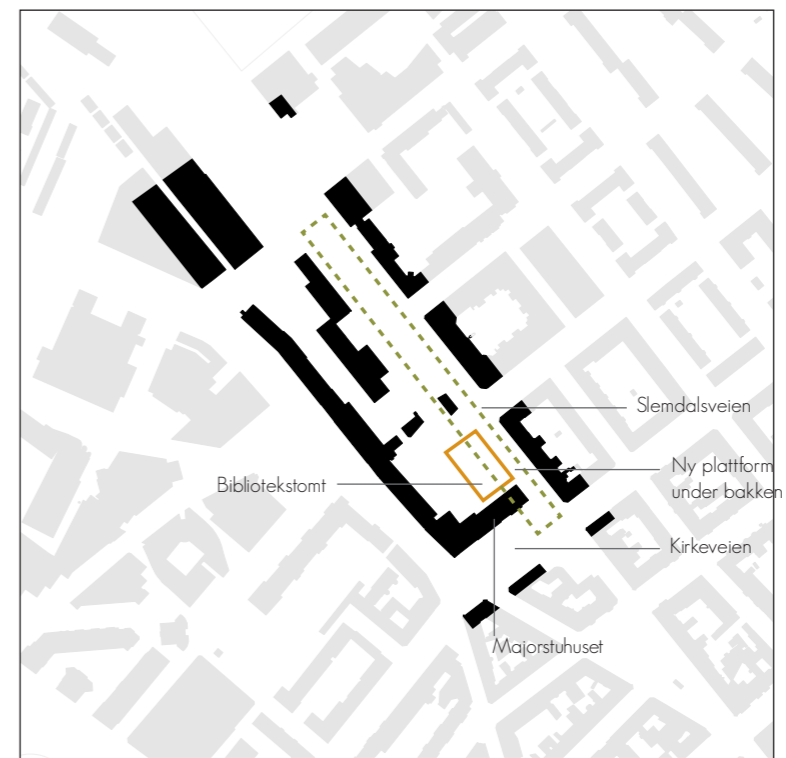 Slemdalsveien
Ny plattform
under bakken
Bibliotekstomt
Kirkeveien
Majorstuhuset